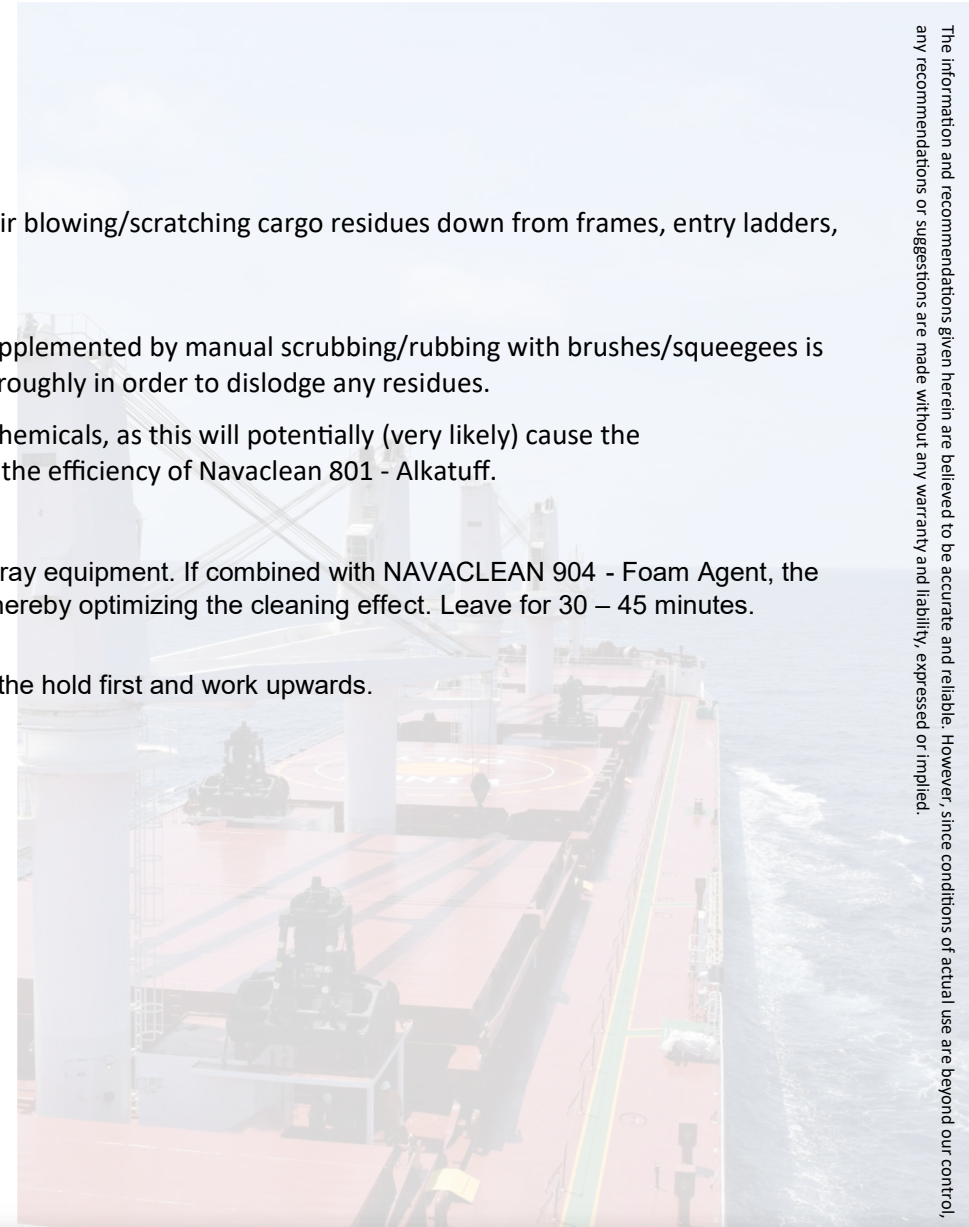 ir blowing/scratching cargo residues down from frames, entry ladders,
pplemented by manual scrubbing/rubbing with brushes/squeegees is
roughly in order to dislodge any residues.
hemicals, as this will potentially (very likely) cause the
the efficiency of Navaclean 801 - Alkatuff.
ray equipment. If combined with NAVACLEAN 904 - Foam Agent, the
hereby optimizing the cleaning effect. Leave for 30 – 45 minutes.
the hold first and work upwards.
The information and recommendations given herein are believed to be accurate and reliable. However, since conditions of actual use are beyond our control,
any recommendations or suggestions are made without any warranty and liability, expressed or implied.